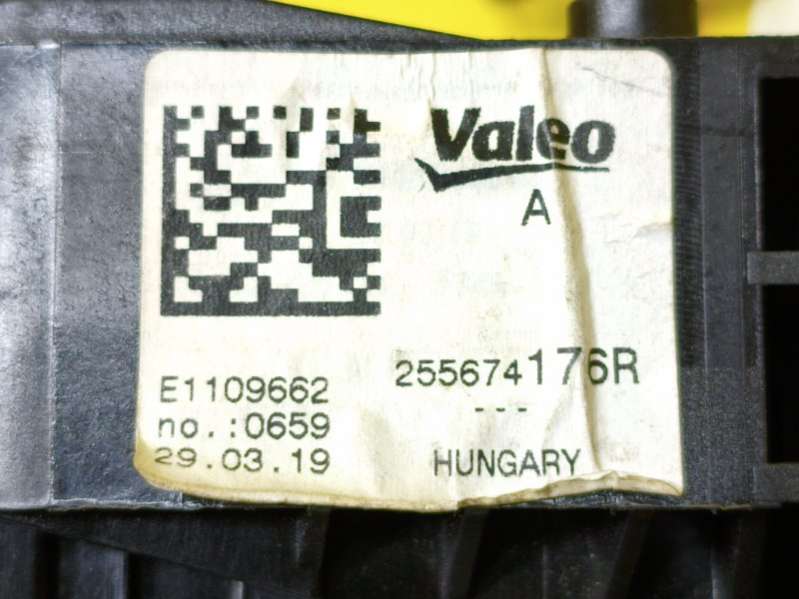 Valeo
A
255674176R
---
E1109662
no.:0659
29.03.19
HUNGARY